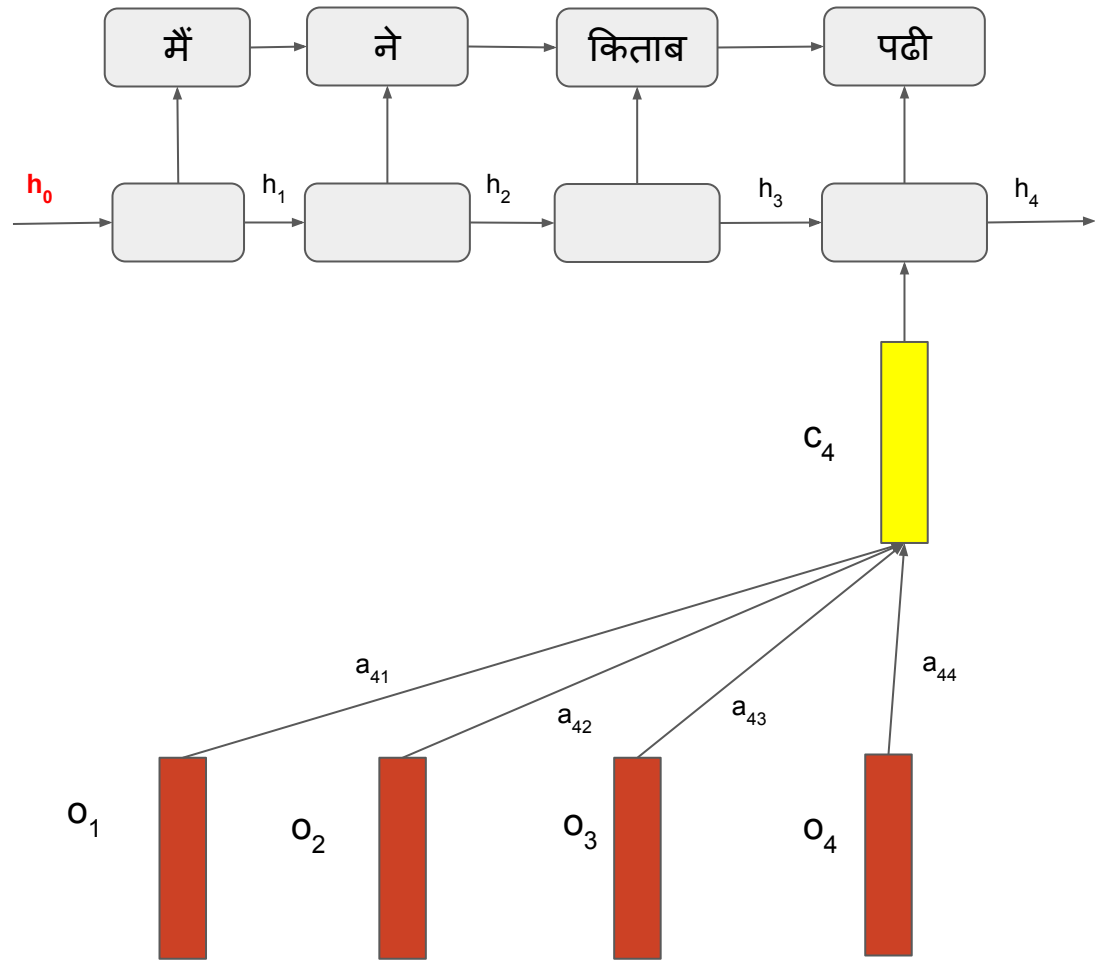 मैं ने किताब पढी
h₀ h₁ h₂ h₃ h₄
c₄
a₄₁ a₄₂ a₄₃ a₄₄
o₁ o₂ o₃ o₄